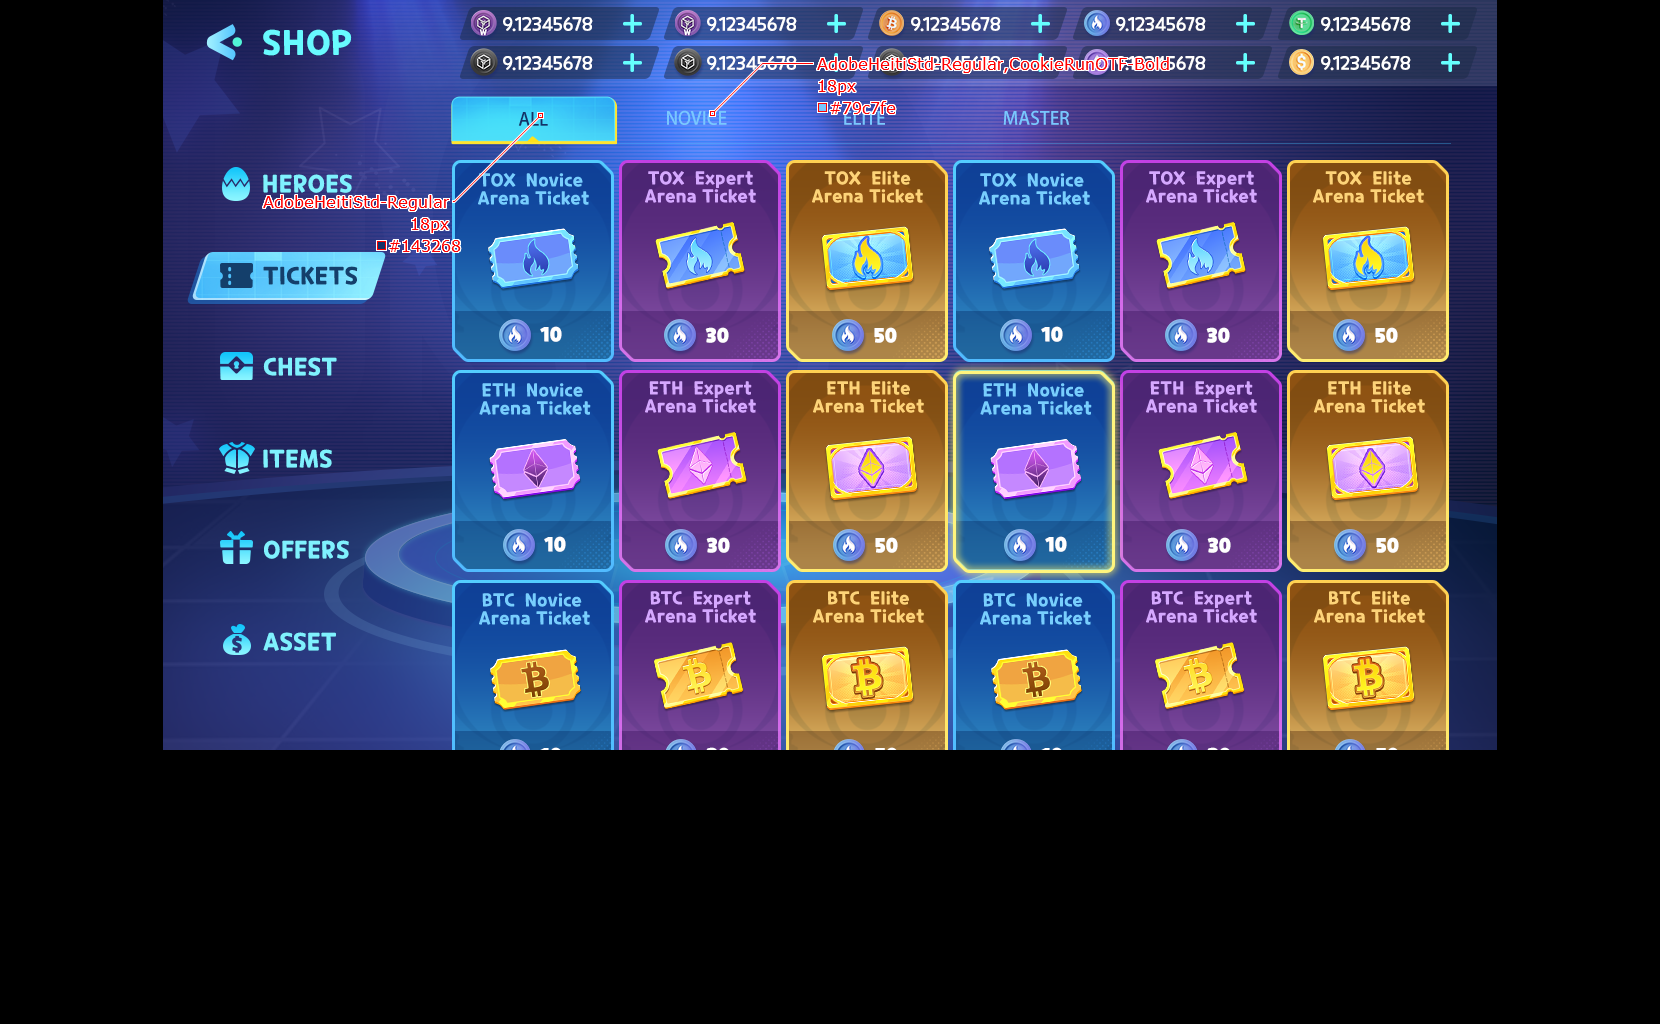 SHOP
9.12345678 9.12345678 9.12345678 9.12345678 9.12345678
9.12345678 9.12345678 5678 9.12345678
AdobeHeitiStd-Regular,CookieRunOTF-Bold
18px
#79c7fe
ALL NOVICE ELITE MASTER
HEROES
AdobeHeitiStd-Regular
18px
#143268
TICKETS
CHEST
ITEMS
OFFERS
ASSET
TOX Novice
Arena Ticket
10
TOX Expert
Arena Ticket
30
TOX Elite
Arena Ticket
50
TOX Novice
Arena Ticket
10
TOX Expert
Arena Ticket
30
TOX Elite
Arena Ticket
50
ETH Novice
Arena Ticket
10
ETH Expert
Arena Ticket
30
ETH Elite
Arena Ticket
50
ETH Novice
Arena Ticket
10
ETH Expert
Arena Ticket
30
ETH Elite
Arena Ticket
50
BTC Novice
Arena Ticket
BTC Expert
Arena Ticket
BTC Elite
Arena Ticket
BTC Novice
Arena Ticket
BTC Expert
Arena Ticket
BTC Elite
Arena Ticket